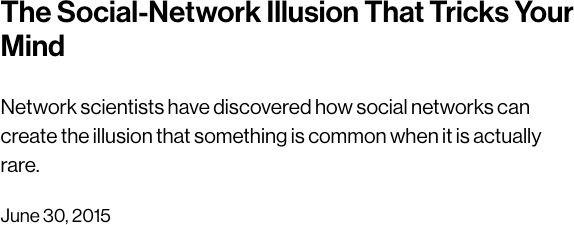 The Social-Network Illusion That Tricks Your
Mind
Network scientists have discovered how social networks can
create the illusion that something is common when it is actually
rare.
June 30, 2015